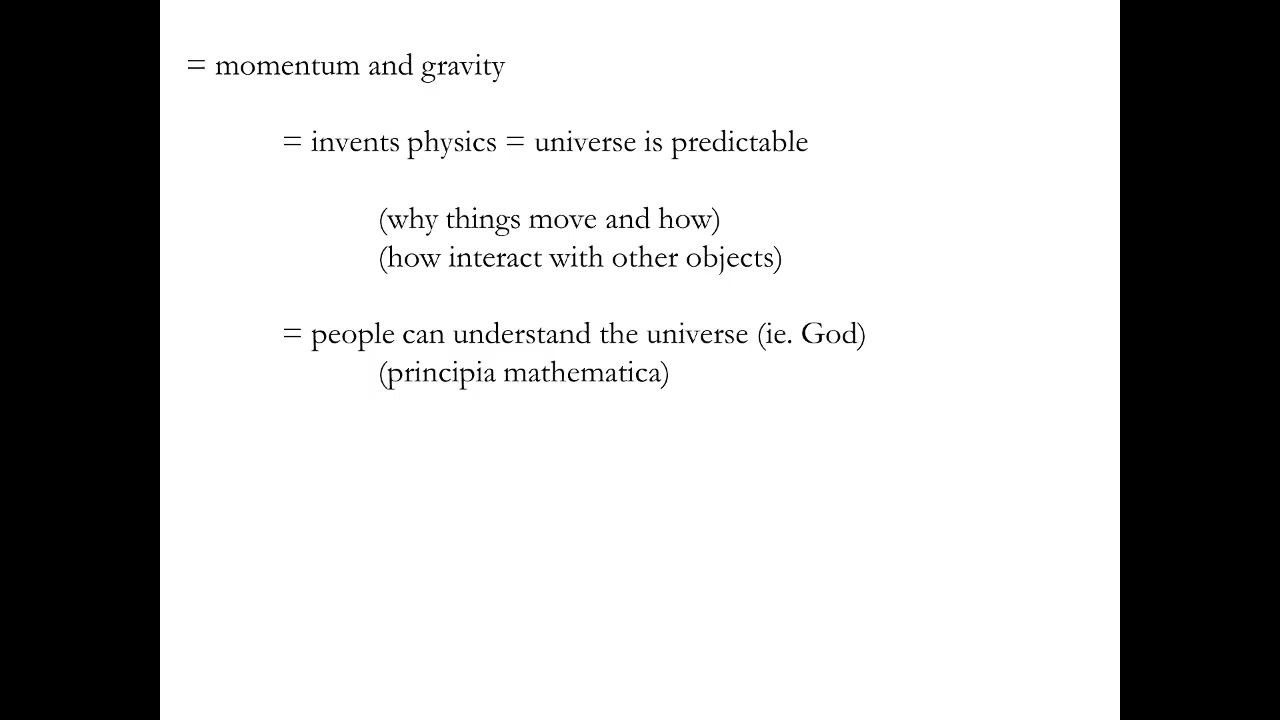 = momentum and gravity
= invents physics = universe is predictable
(why things move and how)
(how interact with other objects)
= people can understand the universe (ie. God)
(principia mathematica)